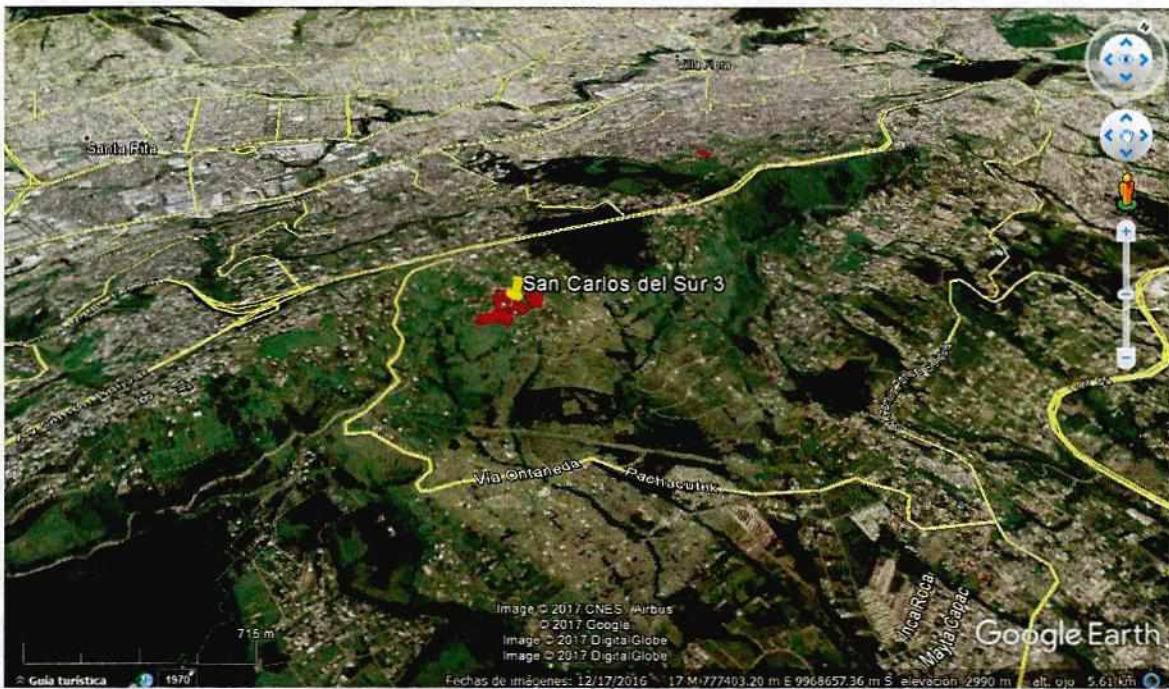 N
Villa Flora
Santa Rita
San Carlos del Sur 3
Vía Ontaneda
Pachacutik
Inca Roca
Mayta Capac
Image © 2017 CNES / Airbus
© 2017 Google
Image © 2017 DigitalGlobe
Image © 2017 DigitalGlobe
715 m
Google Earth
Guía turística
1970
Fechas de imágenes: 12/17/2016 17 M 777403.20 m E 9968657.36 m S elevación 2990 m alt. ojo 5.61 km